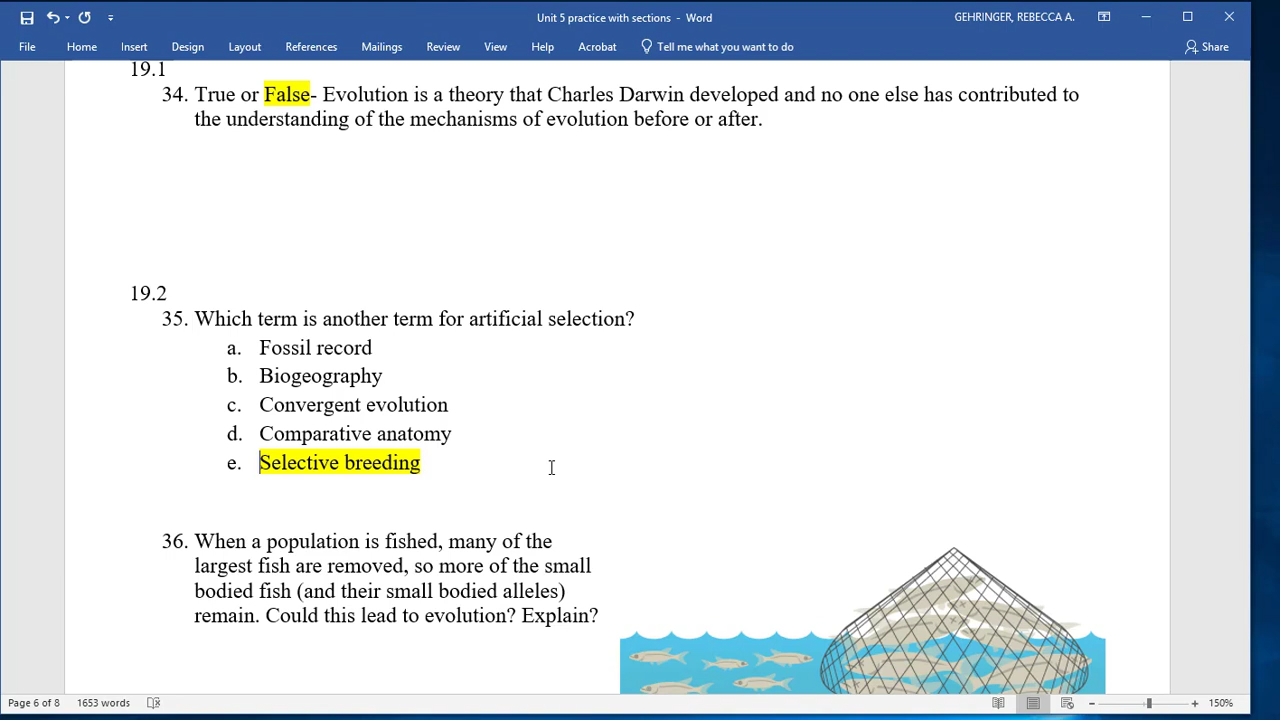 Unit 5 practice with sections - Word
GEHRINGER, REBECCA A.
File Home Insert Design Layout References Mailings Review View Help Acrobat Tell me what you want to do Share
19.1
34. True or False- Evolution is a theory that Charles Darwin developed and no one else has contributed to
the understanding of the mechanisms of evolution before or after.
19.2
35. Which term is another term for artificial selection?
a. Fossil record
b. Biogeography
c. Convergent evolution
d. Comparative anatomy
e. Selective breeding
36. When a population is fished, many of the
largest fish are removed, so more of the small
bodied fish (and their small bodied alleles)
remain. Could this lead to evolution? Explain?
Page 6 of 8 1653 words 150%